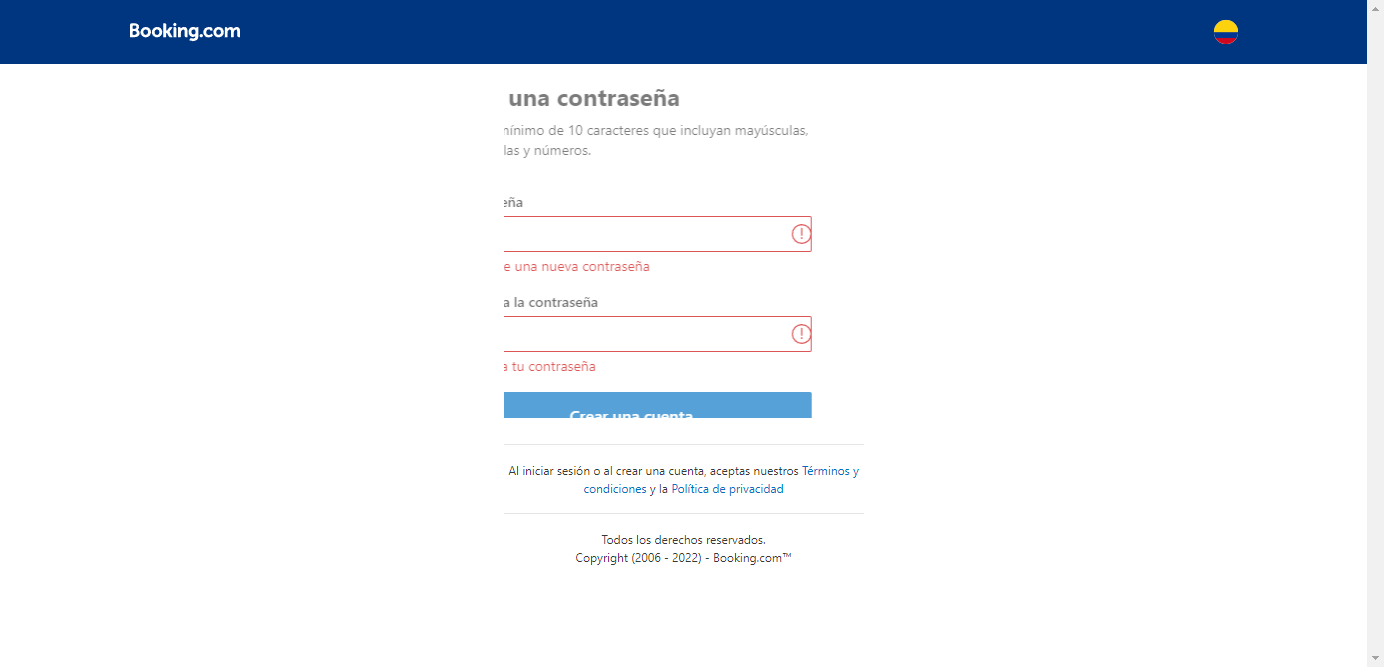 Booking.com
una contraseña
mínimo de 10 caracteres que incluyan mayúsculas,
las y números.
eña
e una nueva contraseña
a la contraseña
a tu contraseña
Crear una cuenta
Al iniciar sesión o al crear una cuenta, aceptas nuestros Términos y
condiciones y la Política de privacidad
Todos los derechos reservados.
Copyright (2006 - 2022) - Booking.com™